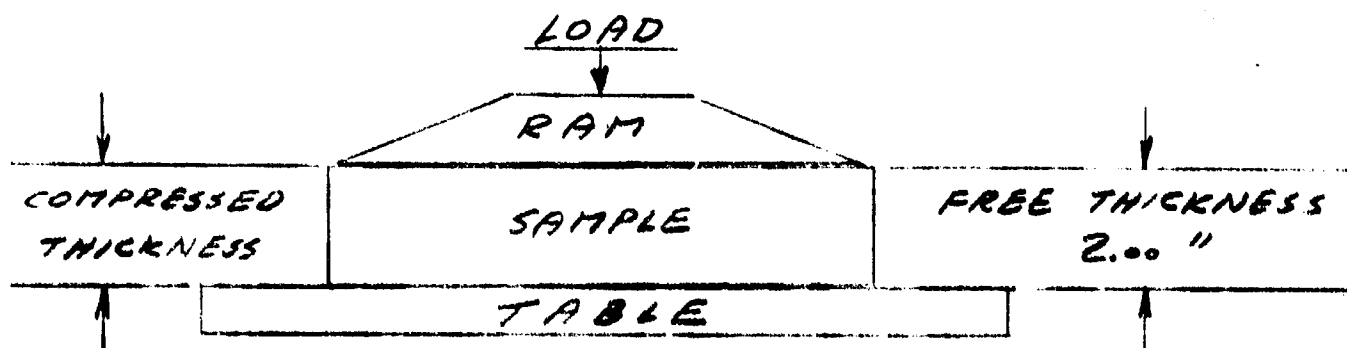 LOAD
RAM
COMPRESSED
THICKNESS
SAMPLE
FREE THICKNESS
2.00 "
TABLE